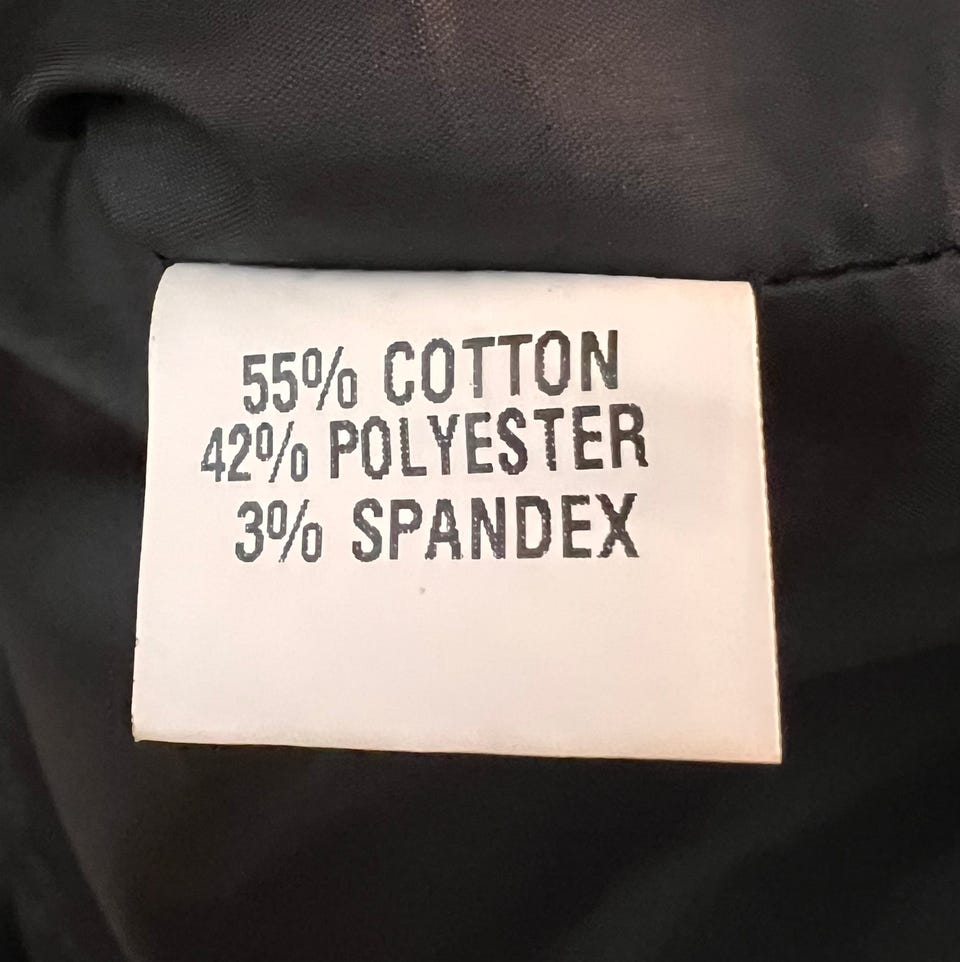 55% COTTON
42% POLYESTER
3% SPANDEX